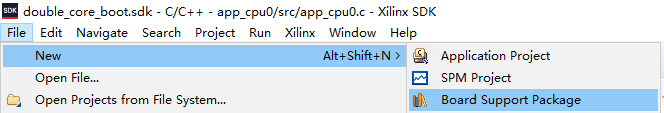 SDK double_core_boot.sdk - C/C++ - app_cpu0/src/app_cpu0.c - Xilinx SDK
File Edit Navigate Search Project Run Xilinx Window Help
New Alt+Shift+N > Application Project
Open File... SPM Project
Open Projects from File System... Board Support Package